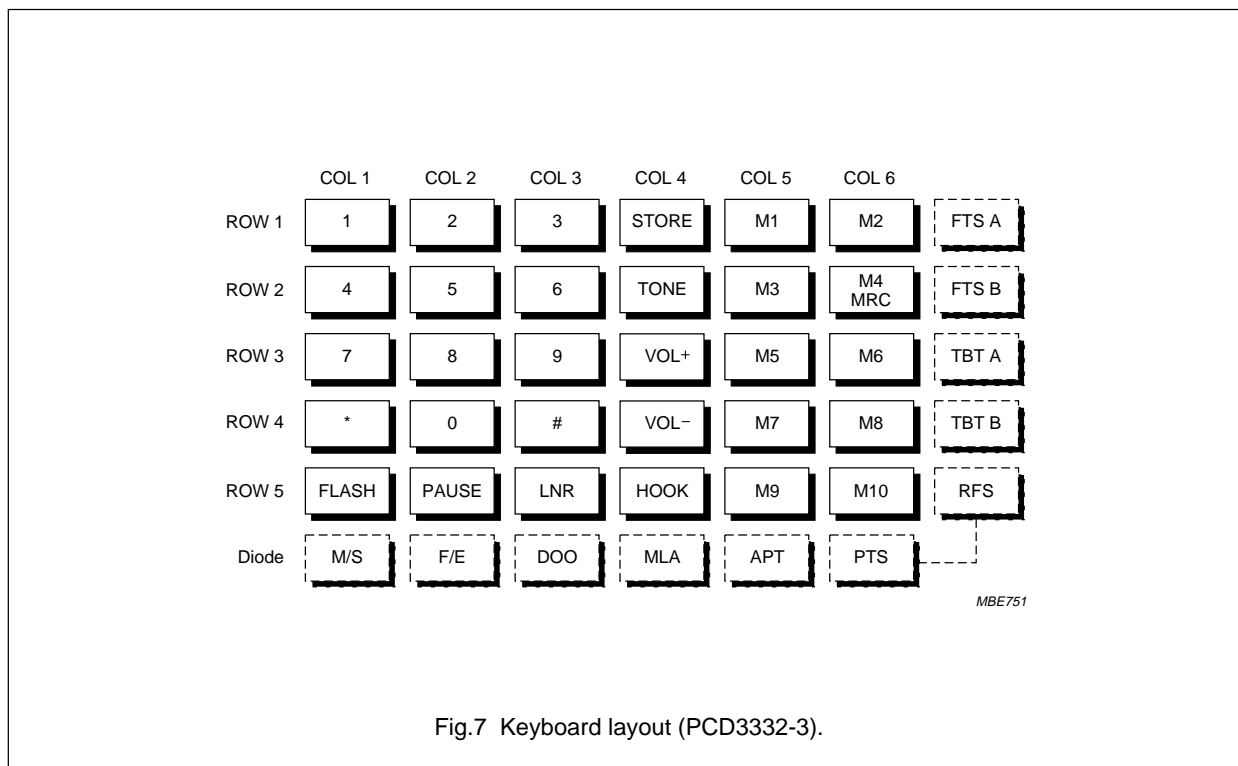 COL 1 COL 2 COL 3 COL 4 COL 5 COL 6
ROW 1 1 2 3 STORE M1 M2 FTS A
ROW 2 4 5 6 TONE M3 M4 MRC FTS B
ROW 3 7 8 9 VOL+ M5 M6 TBT A
ROW 4 * 0 # VOL− M7 M8 TBT B
ROW 5 FLASH PAUSE LNR HOOK M9 M10 RFS
Diode M/S F/E DOO MLA APT PTS
MBE751
Fig.7 Keyboard layout (PCD3332-3).